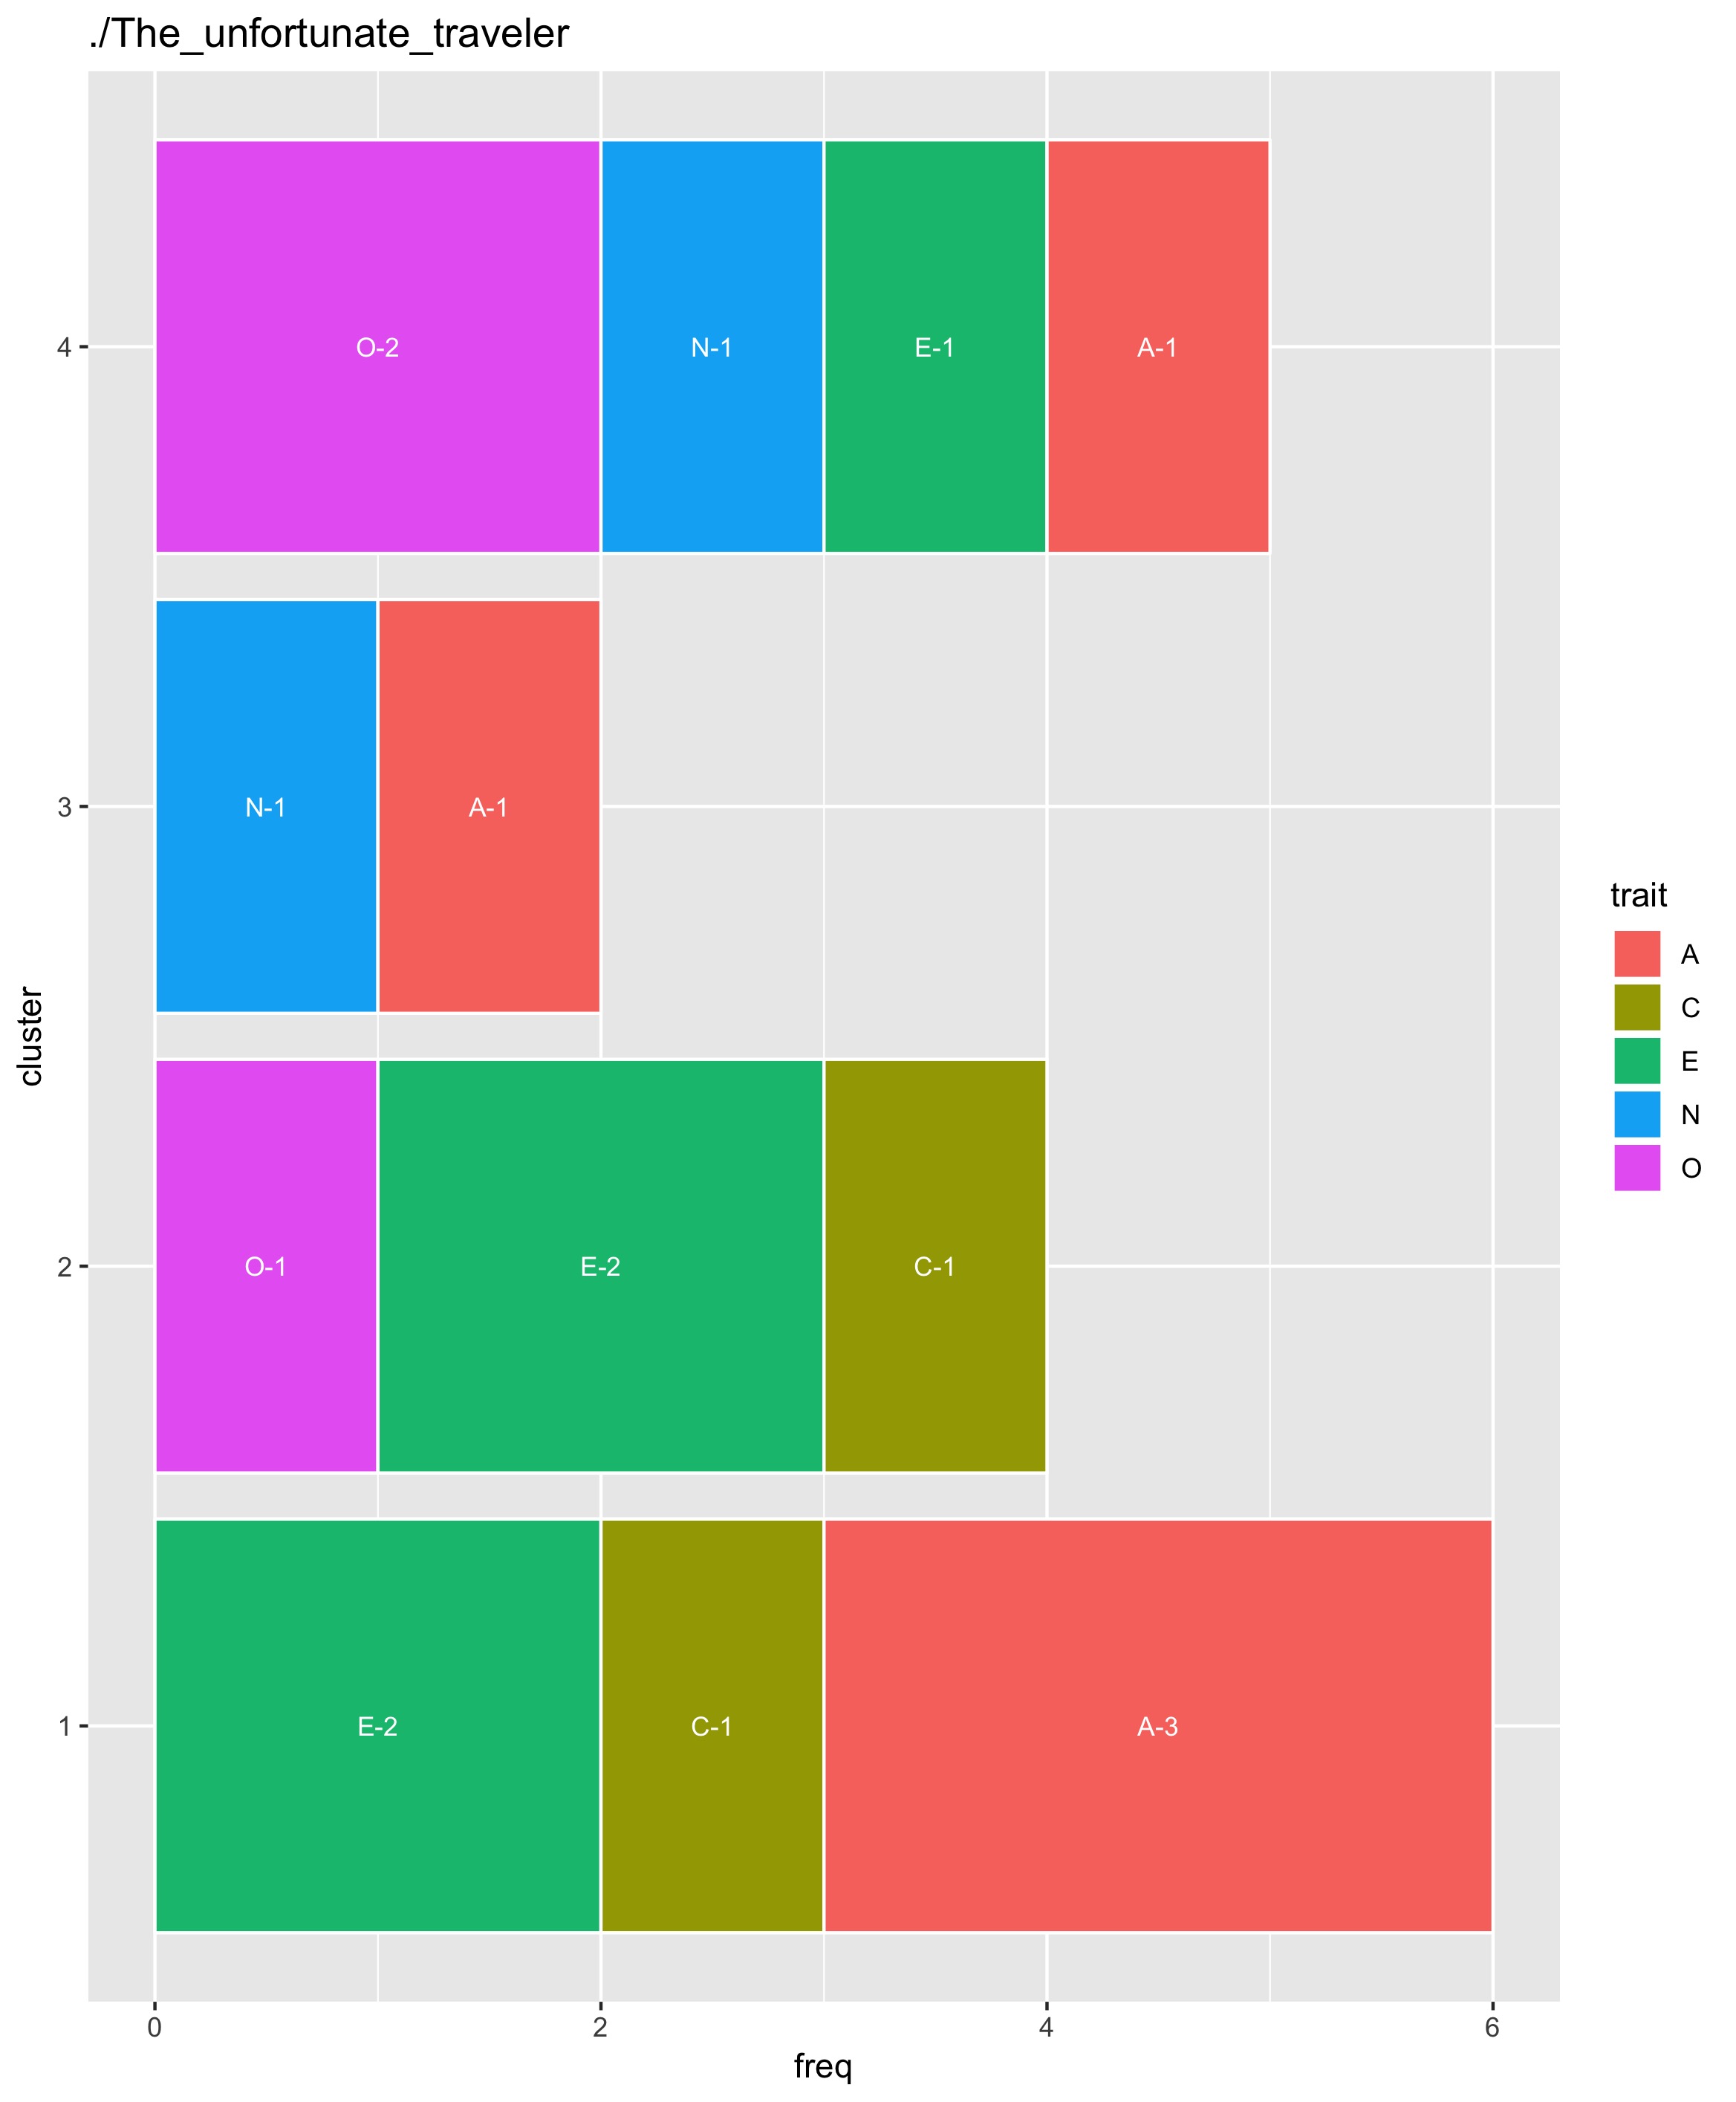 ./The_unfortunate_traveler
4
O-2 N-1 E-1 A-1
3
N-1 A-1
2
O-1 E-2 C-1
1
E-2 C-1 A-3
0 2 4 6
freq
cluster
trait
A
C
E
N
O